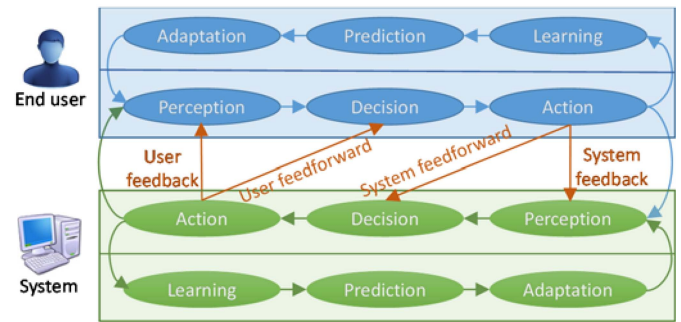 Adaptation
Prediction
Learning
End user
Perception
Decision
Action
User
feedback
User feedforward
System feedforward
System
feedback
Action
Decision
Perception
System
Learning
Prediction
Adaptation